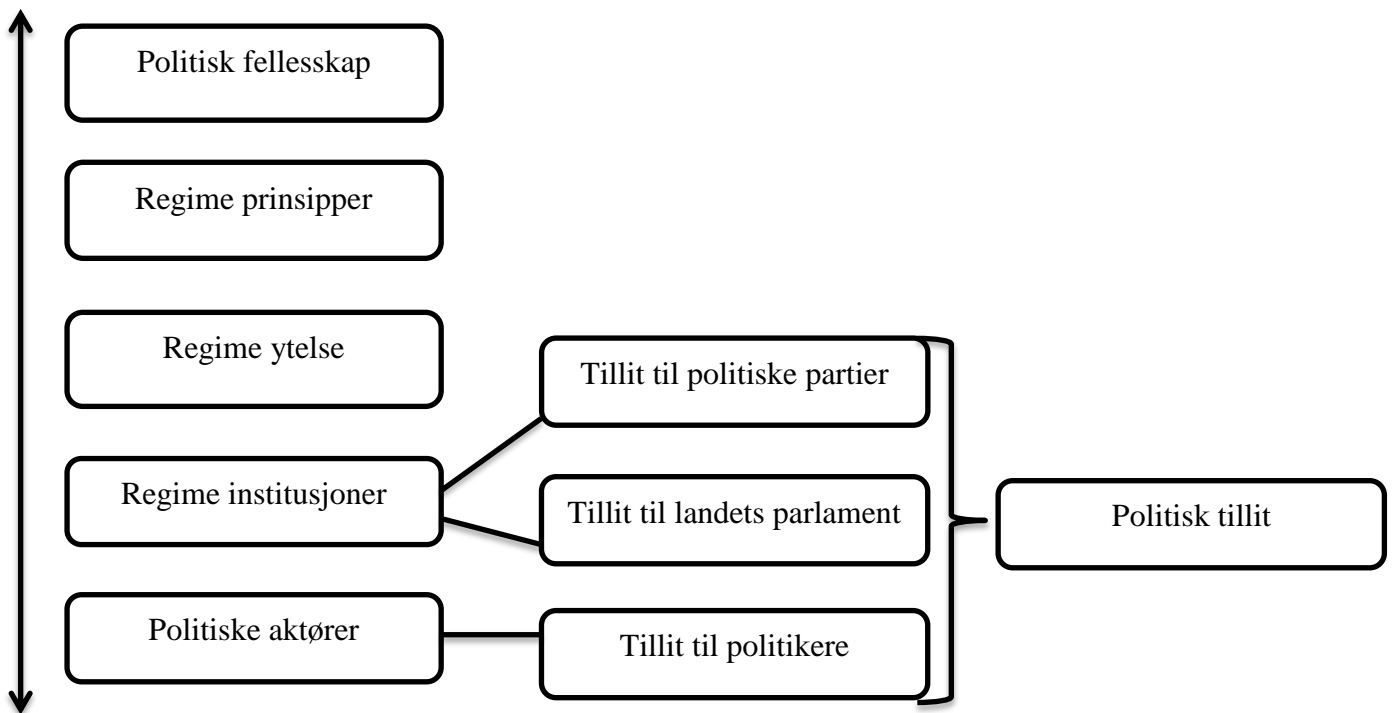 Politisk fellesskap
Regime prinsipper
Regime ytelse
Regime institusjoner
Politiske aktører
Tillit til politiske partier
Tillit til landets parlament
Tillit til politikere
Politisk tillit